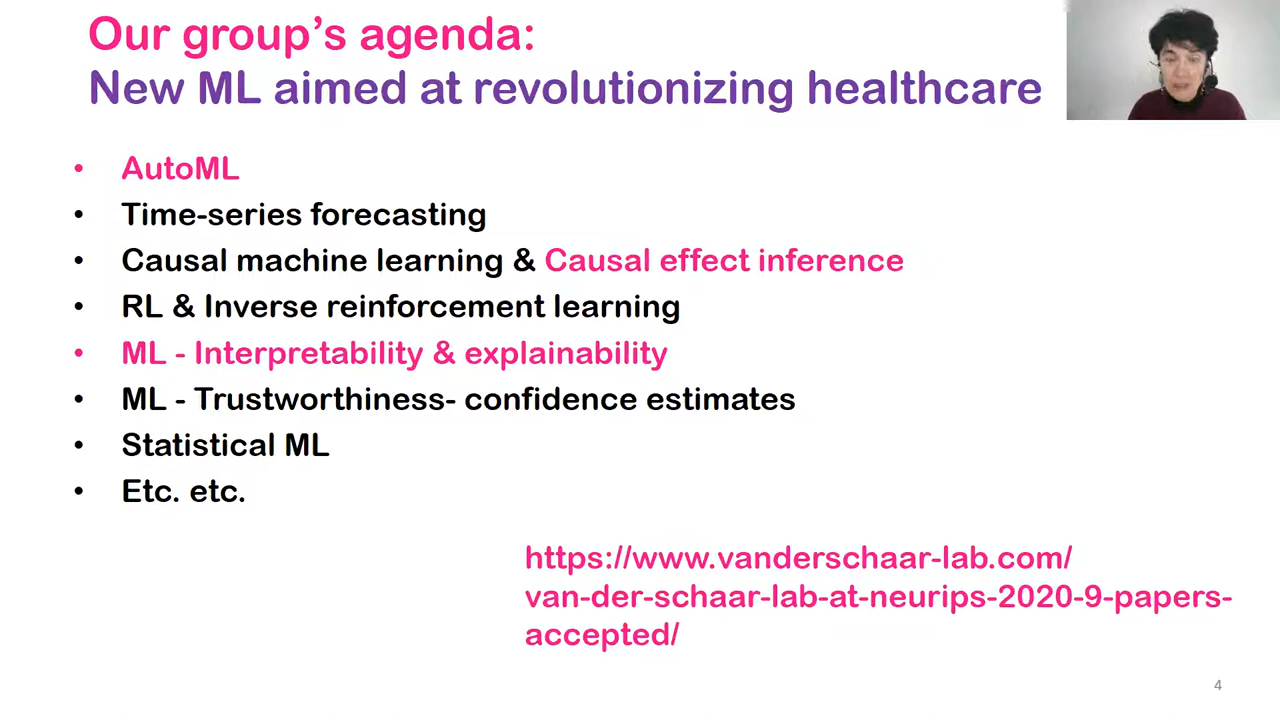 Our group's agenda:
New ML aimed at revolutionizing healthcare
• AutoML
• Time-series forecasting
• Causal machine learning & Causal effect inference
• RL & Inverse reinforcement learning
• ML - Interpretability & explainability
• ML - Trustworthiness- confidence estimates
• Statistical ML
• Etc. etc.
https://www.vanderschaar-lab.com/
van-der-schaar-lab-at-neurips-2020-9-papers-
accepted/
4